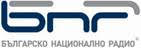 бнр
БЪЛГАРСКО НАЦИОНАЛНО РАДИО®